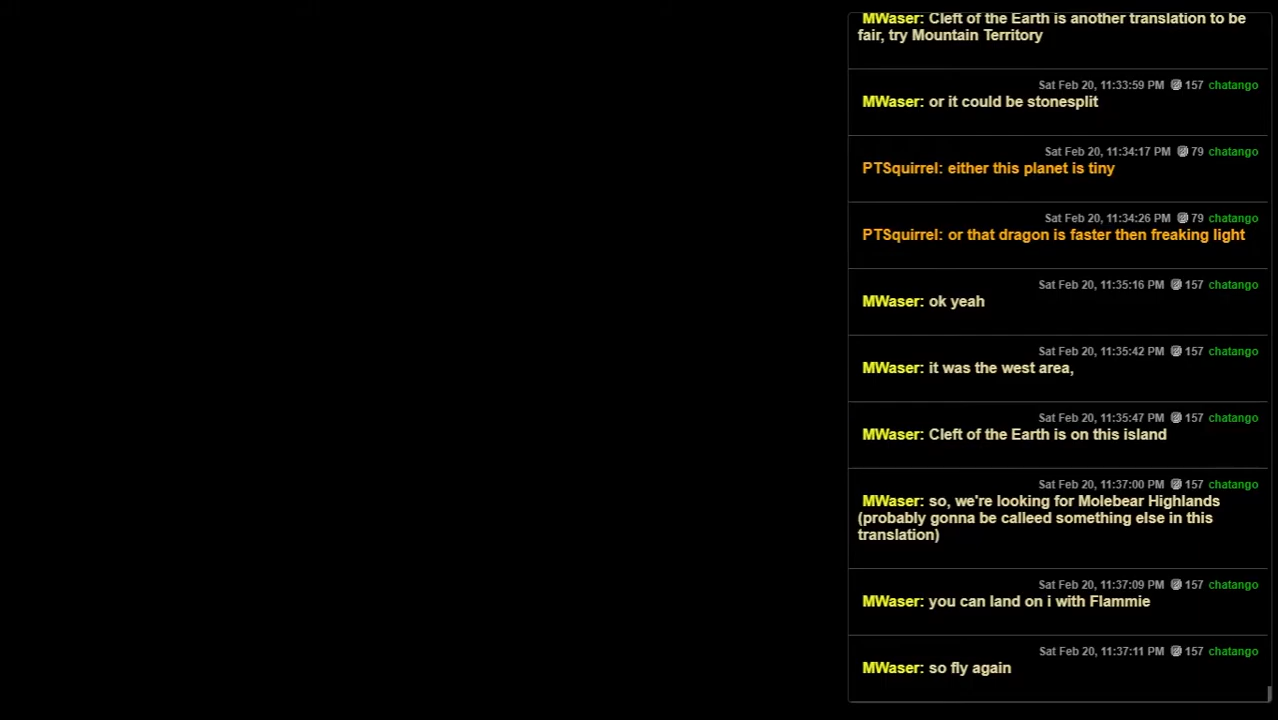 MWaser: Cleft of the Earth is another translation to be
fair, try Mountain Territory
Sat Feb 20, 11:33:59 PM 157 chatango
MWaser: or it could be stonesplit
Sat Feb 20, 11:34:17 PM 79 chatango
PTSquirrel: either this planet is tiny
Sat Feb 20, 11:34:26 PM 79 chatango
PTSquirrel: or that dragon is faster then freaking light
Sat Feb 20, 11:35:16 PM 157 chatango
MWaser: ok yeah
Sat Feb 20, 11:35:42 PM 157 chatango
MWaser: it was the west area,
Sat Feb 20, 11:35:47 PM 157 chatango
MWaser: Cleft of the Earth is on this island
Sat Feb 20, 11:37:00 PM 157 chatango
MWaser: so, we're looking for Molebear Highlands
(probably gonna be calleed something else in this
translation)
Sat Feb 20, 11:37:09 PM 157 chatango
MWaser: you can land on i with Flammie
Sat Feb 20, 11:37:11 PM 157 chatango
MWaser: so fly again